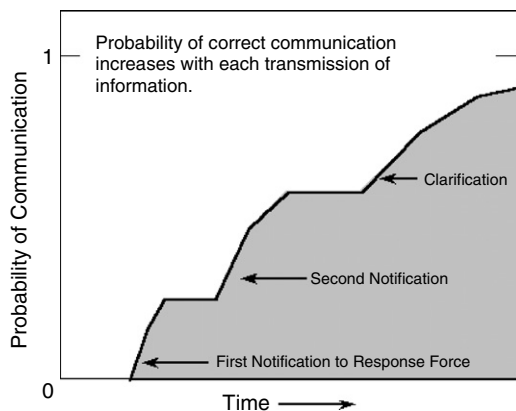 Probability of correct communication
increases with each transmission of
information.
1
Probability of Communication
Clarification
Second Notification
First Notification to Response Force
0
Time